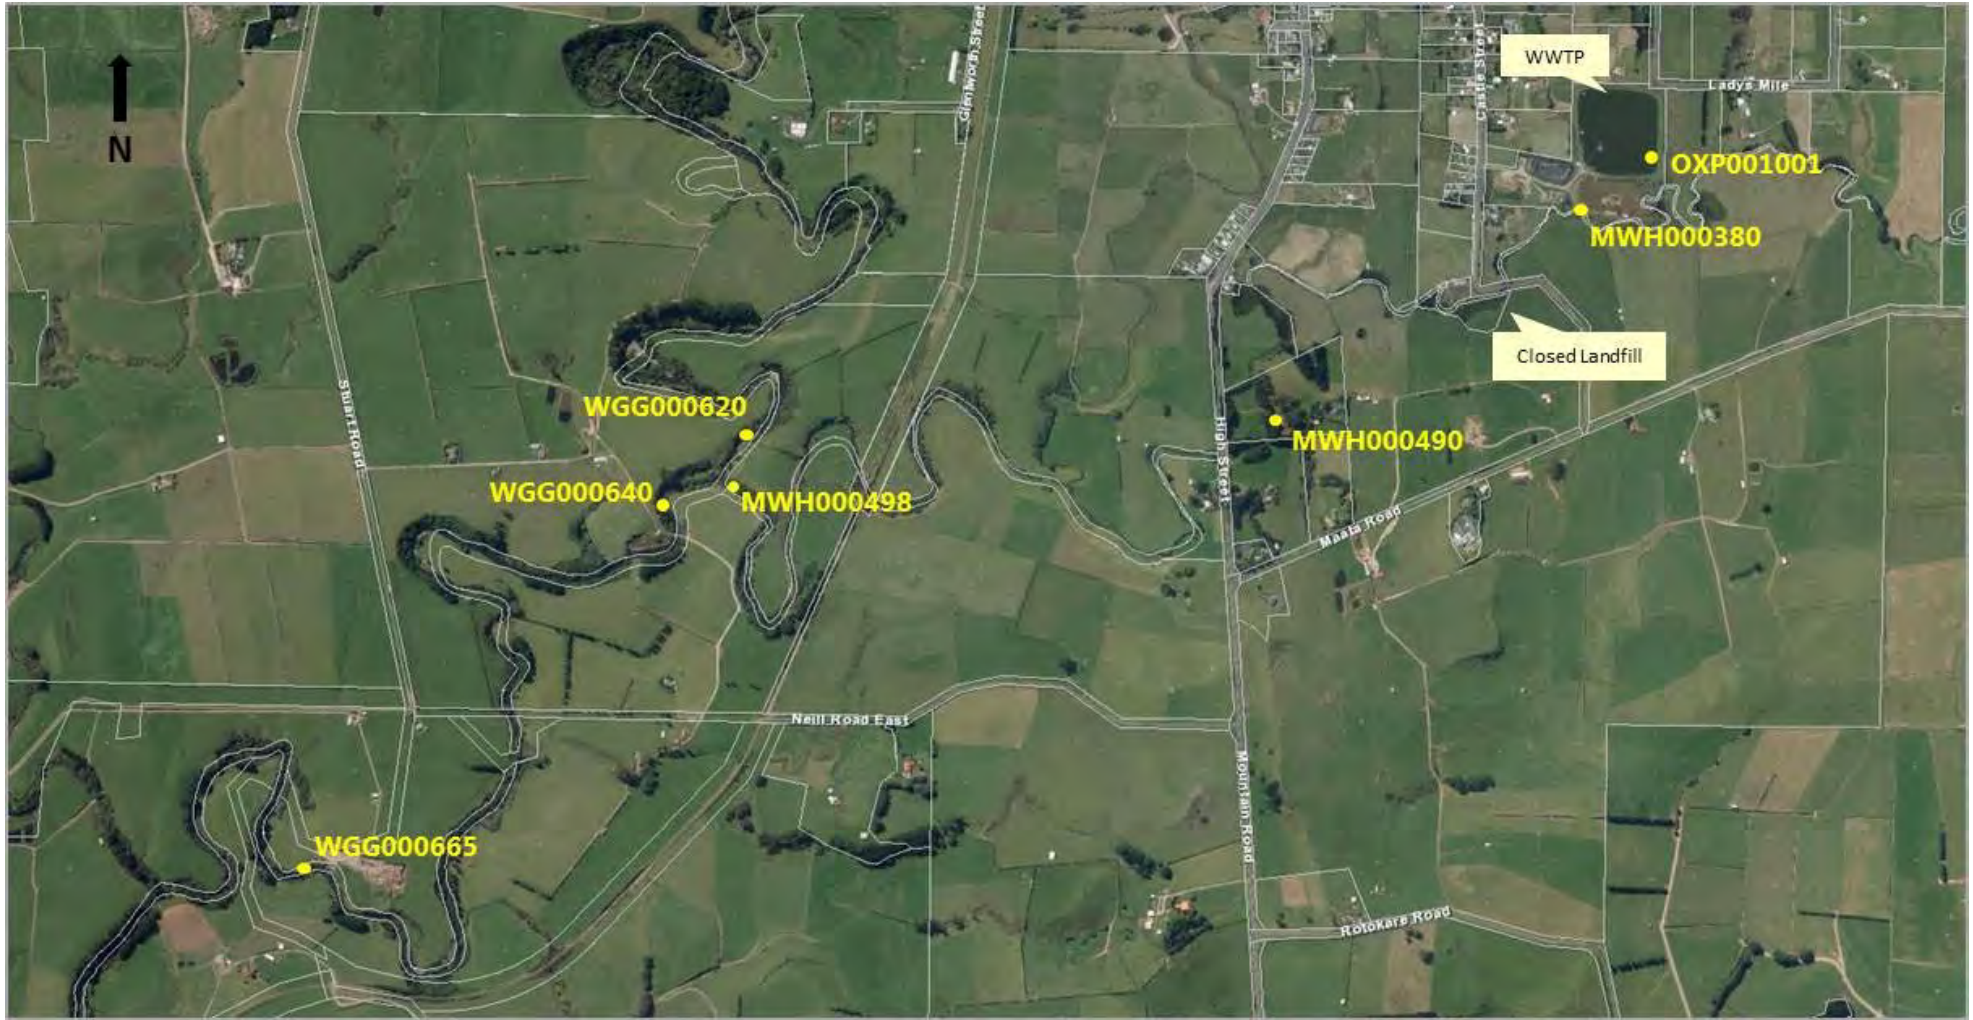 N
Glenlworth Street
Castle Street
WWTP
Ladys Mile
OXP001001
MWH000380
Closed Landfill
Stuart Road
WGG000620
High Street
MWH000490
WGG000640
MWH000498
Maata Road
Neill Road East
Mountain Road
WGG000665
Rotokare Road